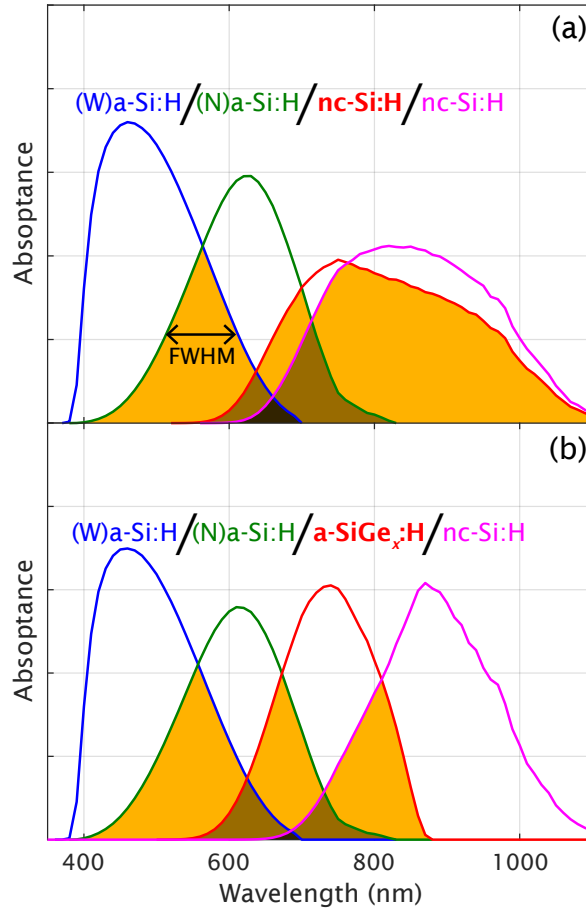 (a)
(W)a-Si:H/(N)a-Si:H/nc-Si:H/nc-Si:H
Absoptance
FWHM
(b)
(W)a-Si:H/(N)a-Si:H/a-SiGex:H/nc-Si:H
Absoptance
400 600 800 1000
Wavelength (nm)